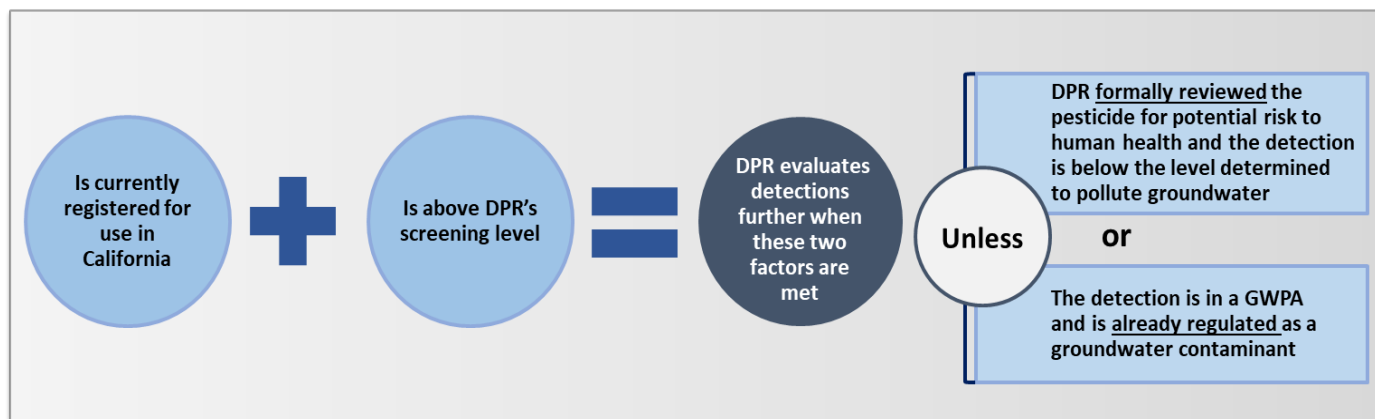 Is currently
registered for
use in
California
Is above DPR’s
screening level
DPR evaluates
detections
further when
these two
factors are
met
Unless
DPR formally reviewed the
pesticide for potential risk to
human health and the detection
is below the level determined
to pollute groundwater
or
The detection is in a GWPA
and is already regulated as a
groundwater contaminant